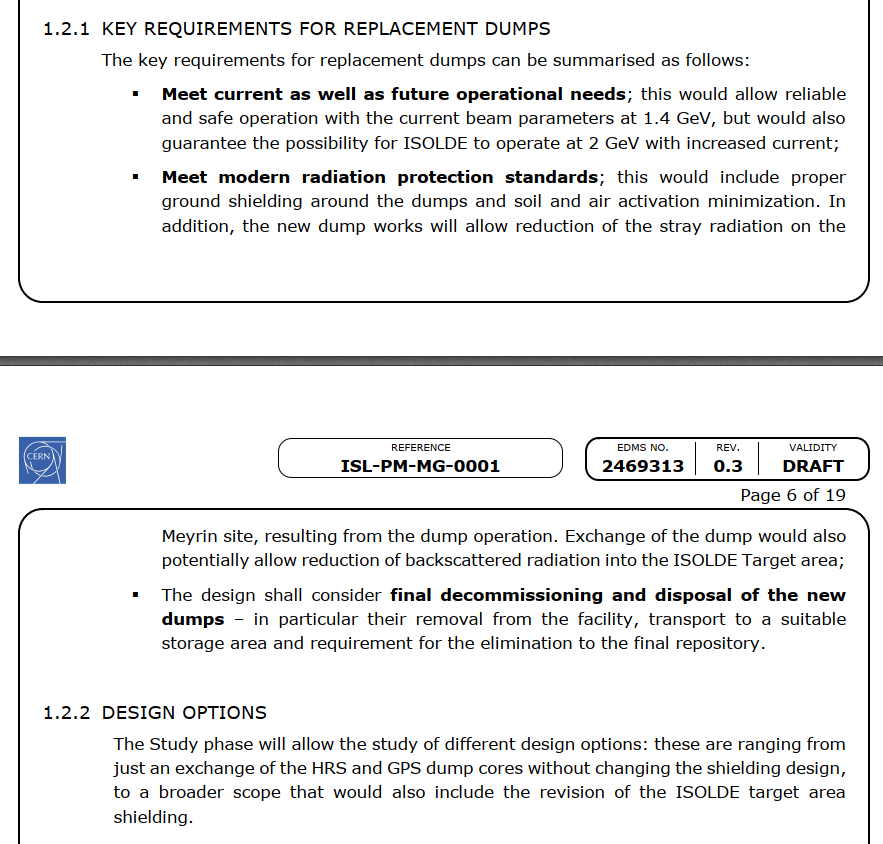 1.2.1 KEY REQUIREMENTS FOR REPLACEMENT DUMPS
The key requirements for replacement dumps can be summarised as follows:
▪ Meet current as well as future operational needs; this would allow reliable
and safe operation with the current beam parameters at 1.4 GeV, but would also
guarantee the possibility for ISOLDE to operate at 2 GeV with increased current;
▪ Meet modern radiation protection standards; this would include proper
ground shielding around the dumps and soil and air activation minimization. In
addition, the new dump works will allow reduction of the stray radiation on the
CERN
REFERENCE
ISL-PM-MG-0001
EDMS NO. REV. VALIDITY
2469313 0.3 DRAFT
Page 6 of 19
Meyrin site, resulting from the dump operation. Exchange of the dump would also
potentially allow reduction of backscattered radiation into the ISOLDE Target area;
▪ The design shall consider final decommissioning and disposal of the new
dumps – in particular their removal from the facility, transport to a suitable
storage area and requirement for the elimination to the final repository.
1.2.2 DESIGN OPTIONS
The Study phase will allow the study of different design options: these are ranging from
just an exchange of the HRS and GPS dump cores without changing the shielding design,
to a broader scope that would also include the revision of the ISOLDE target area
shielding.